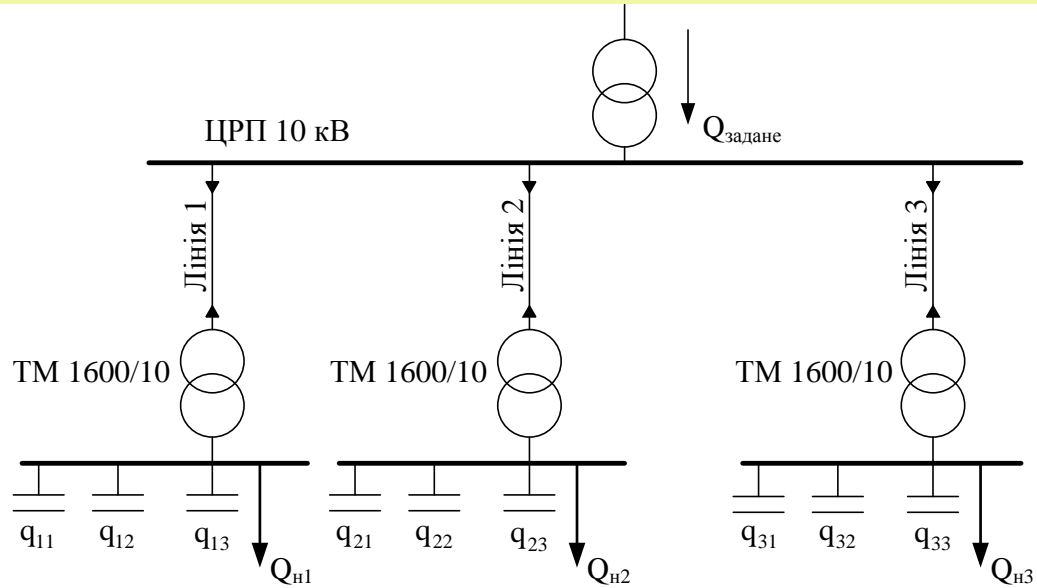 Qзадане
ЦРП 10 кВ
Лінія 1
Лінія 2
Лінія 3
ТМ 1600/10
ТМ 1600/10
ТМ 1600/10
q11 q12 q13
q21 q22 q23
q31 q32 q33
Qн1
Qн2
Qн3